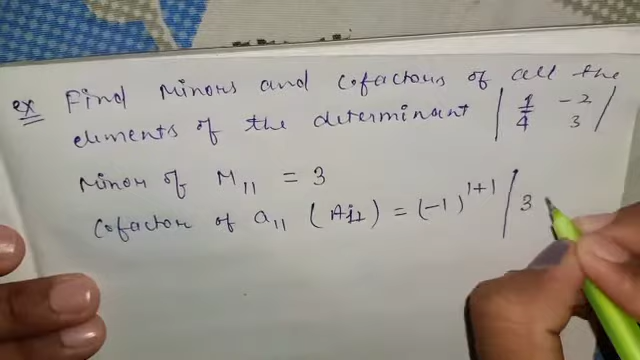 ex Find Minors and Cofactors of all the
elements of the determinant | 1 -2
4 3 |
Minor of M11 = 3
Cofactor of a11 (A11) = (-1)^1+1 | 3